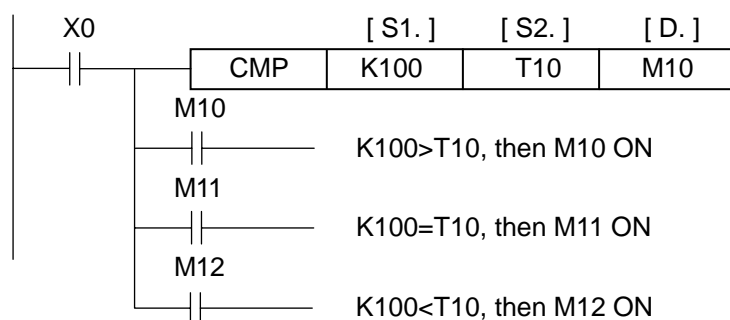 X0 [ S1. ] [ S2. ] [ D. ]
CMP K100 T10 M10
M10
K100>T10, then M10 ON
M11
K100=T10, then M11 ON
M12
K100<T10, then M12 ON